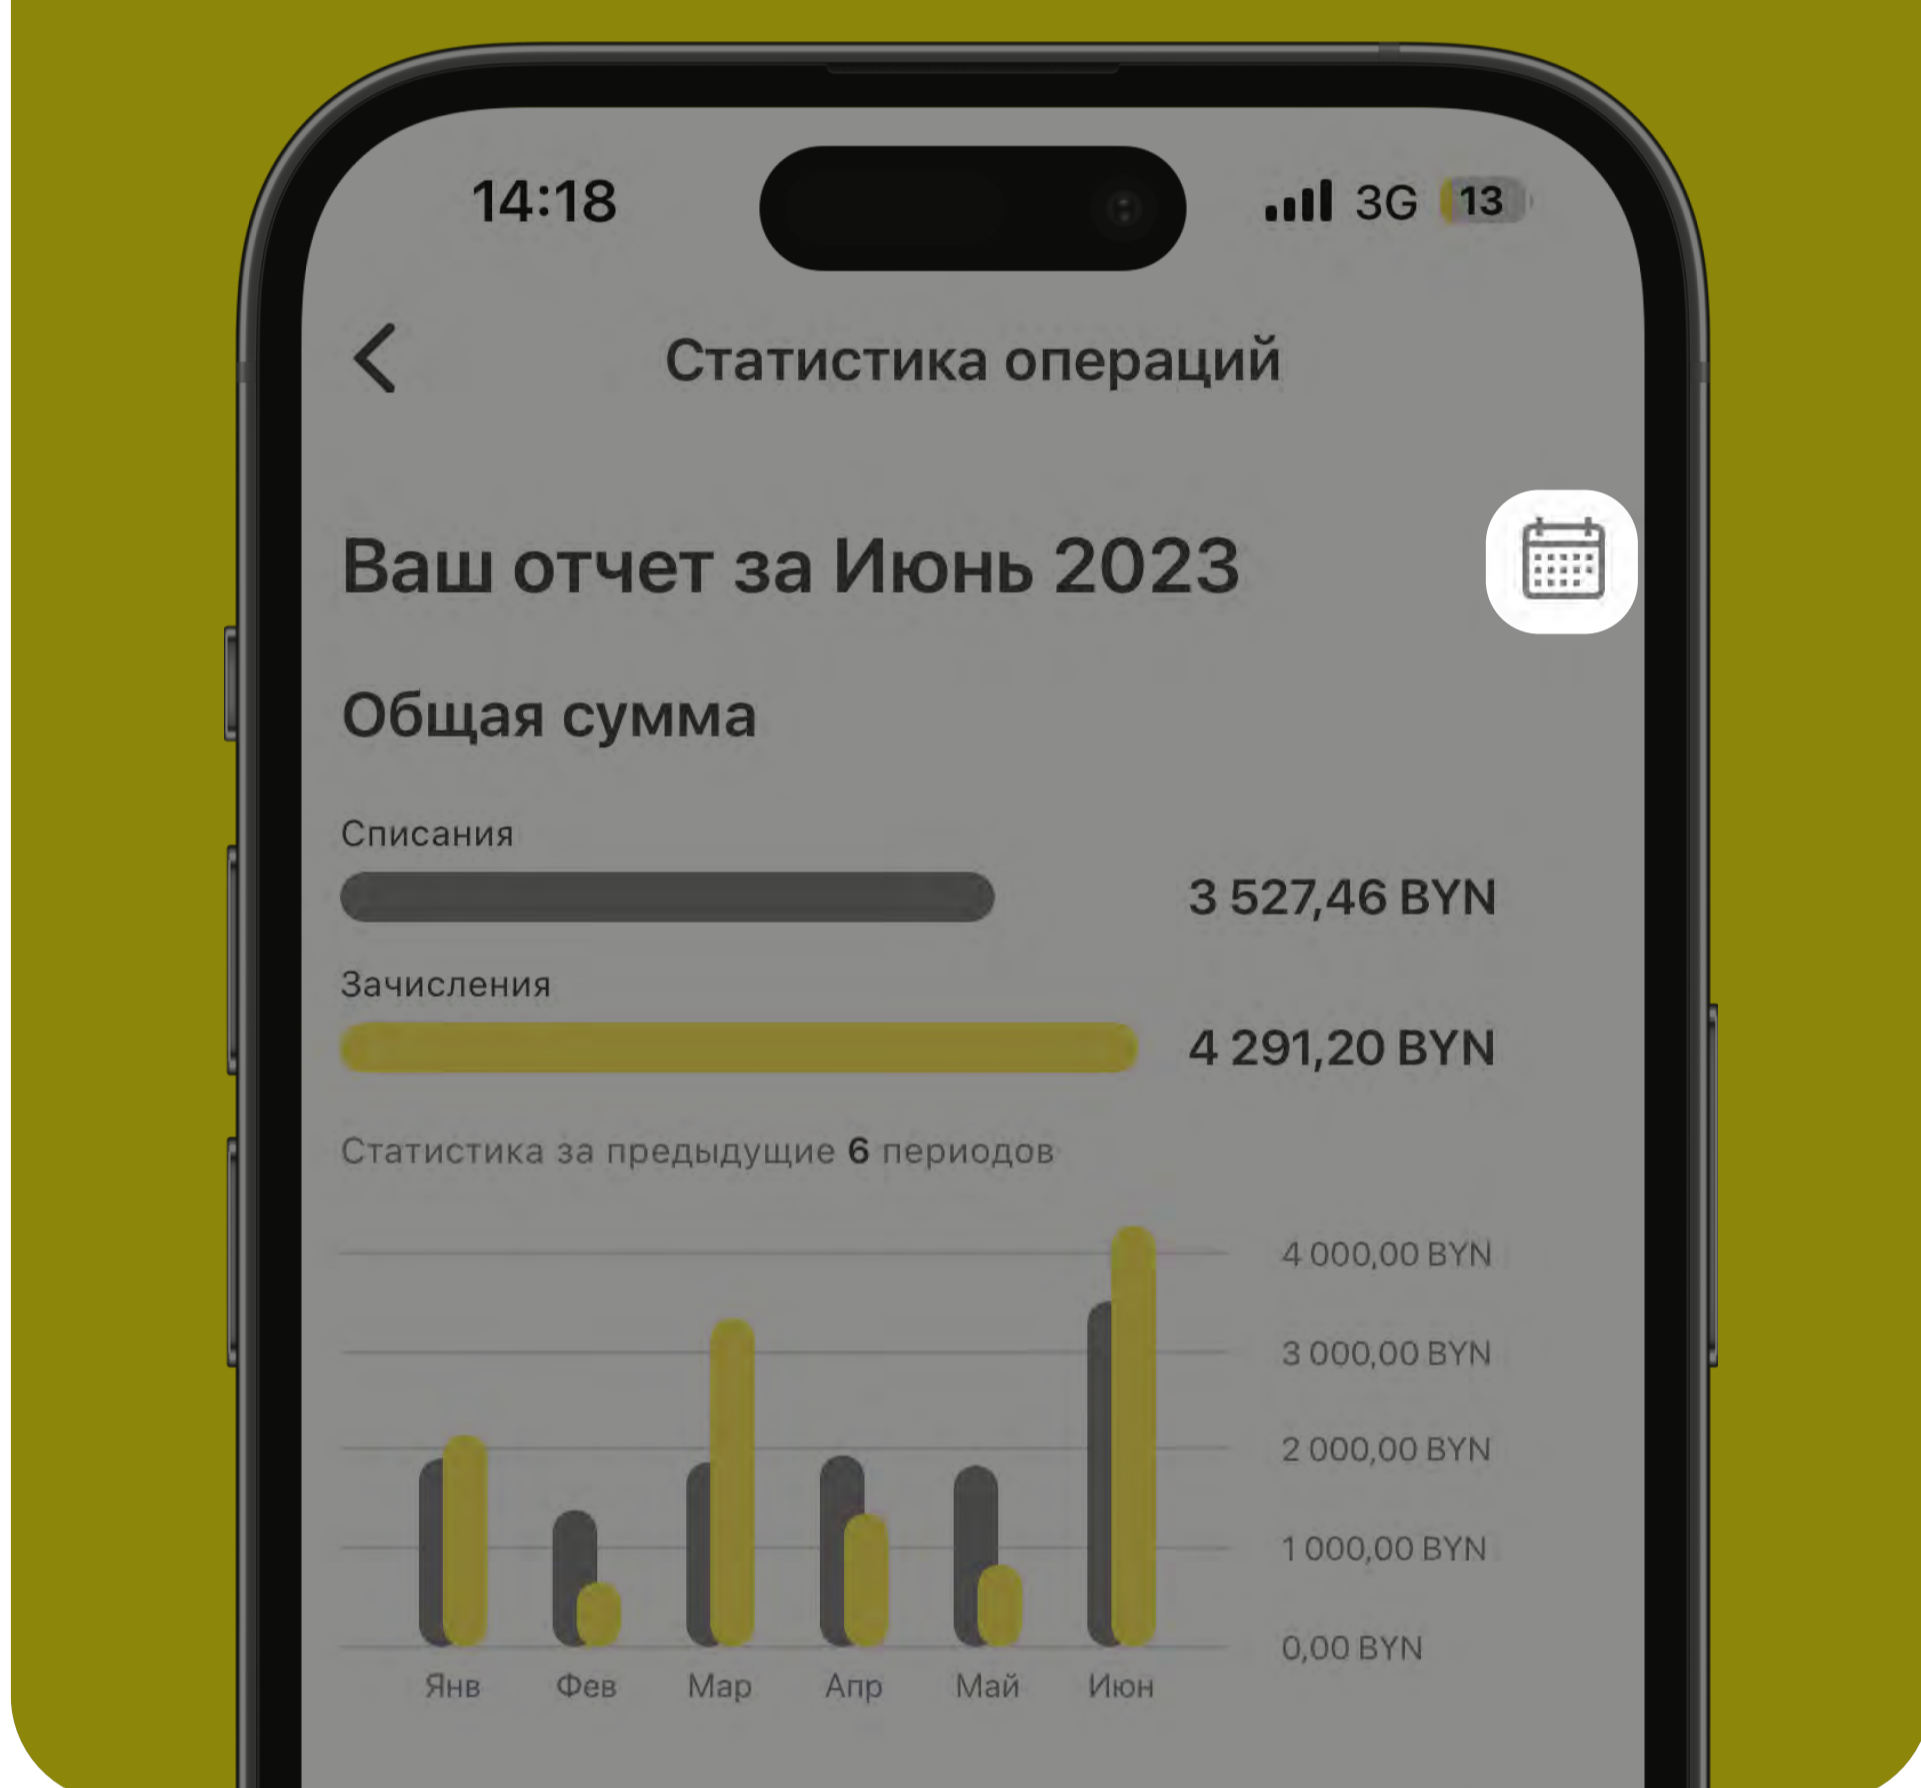 14:18
3G 13
Статистика операций
Ваш отчет за Июнь 2023
Общая сумма
Списания
3 527,46 BYN
Зачисления
4 291,20 BYN
Статистика за предыдущие 6 периодов
4 000,00 BYN
3 000,00 BYN
2 000,00 BYN
1 000,00 BYN
0,00 BYN
Янв Фев Мар Апр Май Июн